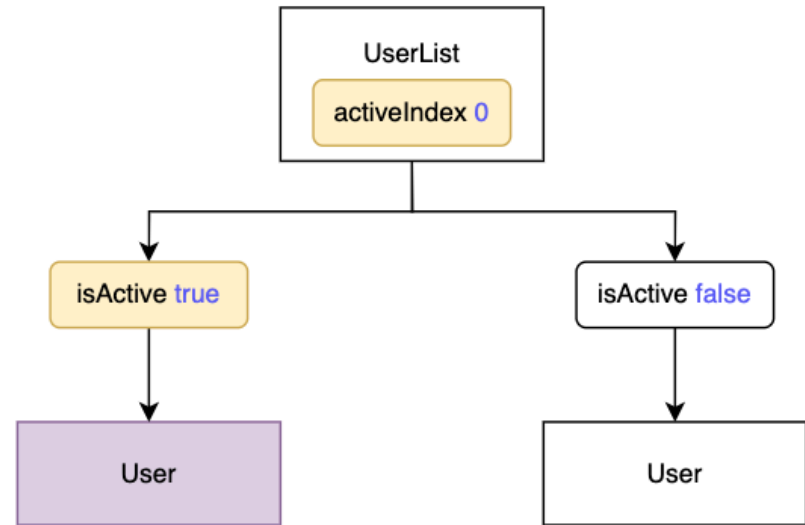 UserList
activeIndex 0
isActive true
isActive false
User
User